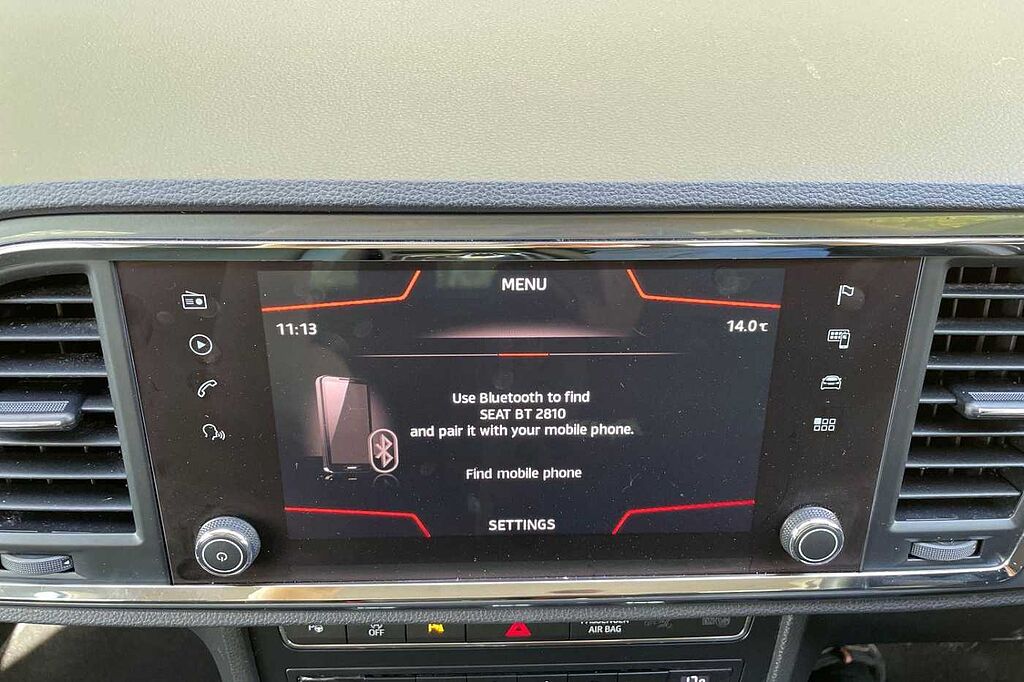 MENU
11:13
14.0℃
Use Bluetooth to find
SEAT BT 2810
and pair it with your mobile phone.
Find mobile phone
SETTINGS
OFF
PASSENGER
AIR BAG